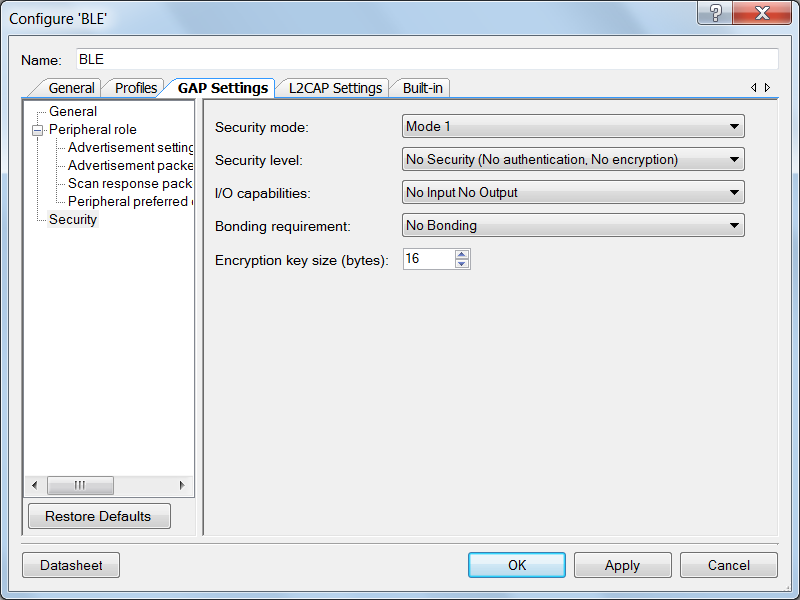 Configure 'BLE'
?
Name: BLE
General Profiles GAP Settings L2CAP Settings Built-in
General
Peripheral role
Advertisement setting
Advertisement packe
Scan response pack
Peripheral preferred
Security
Security mode: Mode 1
Security level: No Security (No authentication, No encryption)
I/O capabilities: No Input No Output
Bonding requirement: No Bonding
Encryption key size (bytes): 16
Restore Defaults
Datasheet OK Apply Cancel